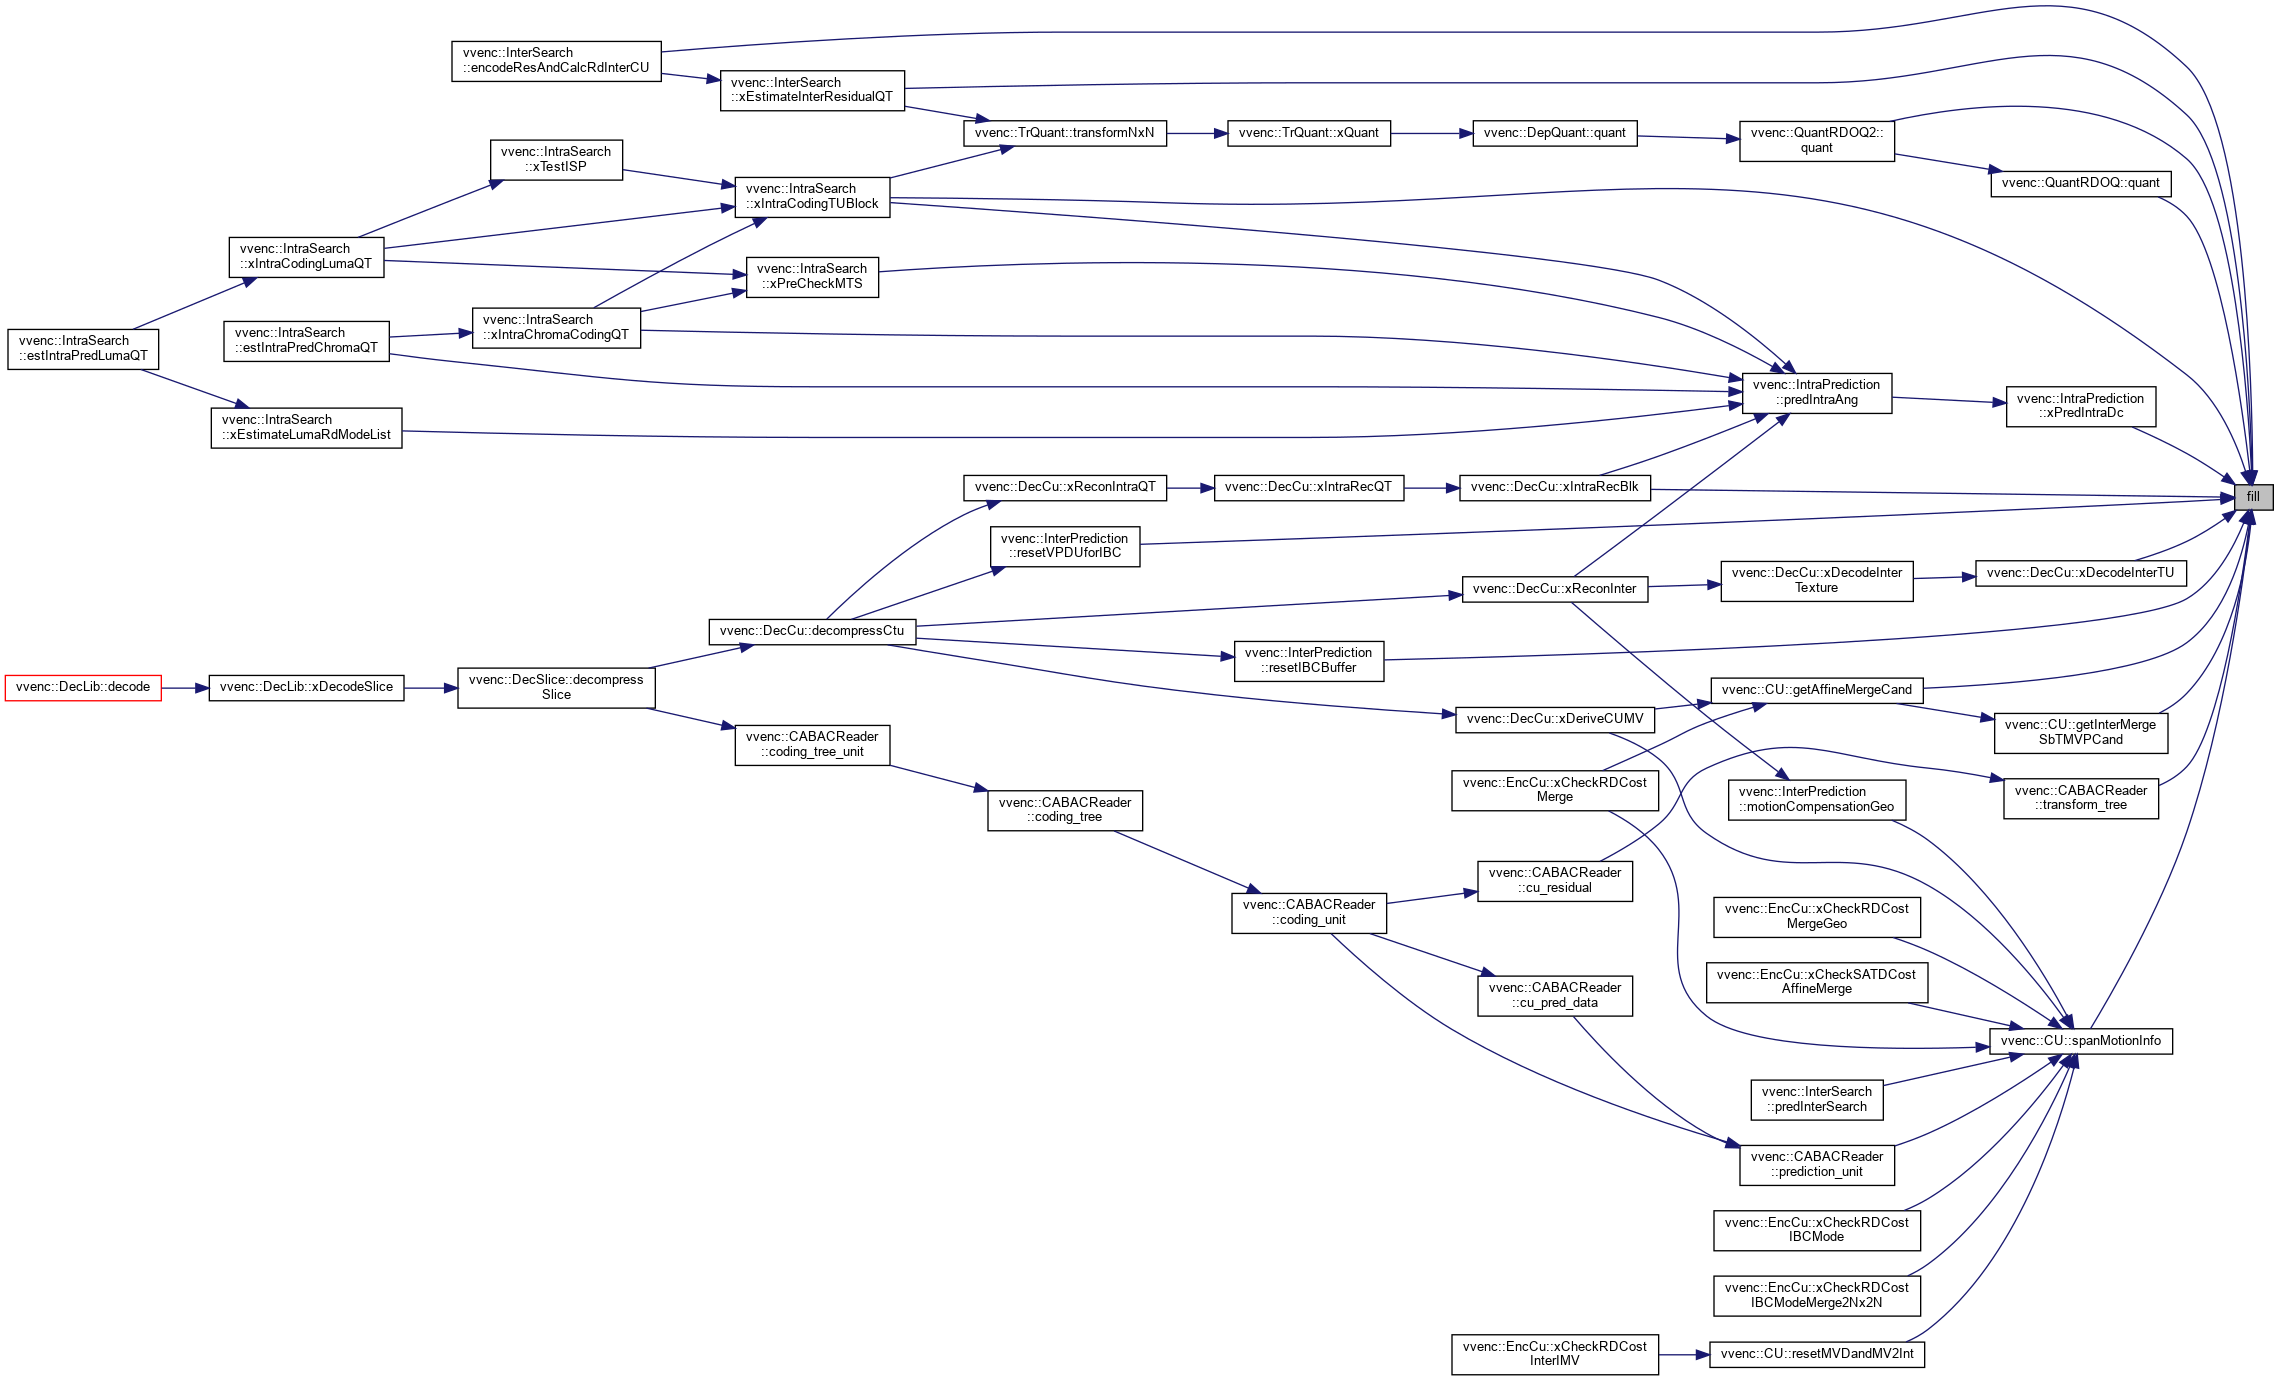 vvenc::InterSearch
::encodeResAndCalcRdInterCU
vvenc::InterSearch
::xEstimateInterResidualQT
vvenc::TrQuant::transformNxN
vvenc::TrQuant::xQuant
vvenc::DepQuant::quant
vvenc::QuantRDOQ2::
quant
vvenc::QuantRDOQ::quant
vvenc::IntraSearch
::xTestISP
vvenc::IntraSearch
::xIntraCodingTUBlock
vvenc::IntraSearch
::xIntraCodingLumaQT
vvenc::IntraSearch
::xPreCheckMTS
vvenc::IntraSearch
::xIntraChromaCodingQT
vvenc::IntraSearch
::estIntraPredChromaQT
vvenc::IntraSearch
::estIntraPredLumaQT
vvenc::IntraSearch
::xEstimateLumaRdModeList
vvenc::IntraPrediction
::predIntraAng
vvenc::IntraPrediction
::xPredIntraDc
fill
vvenc::DecCu::xReconIntraQT
vvenc::DecCu::xIntraRecQT
vvenc::DecCu::xIntraRecBlk
vvenc::InterPrediction
::resetVPDUforIBC
vvenc::DecCu::xReconInter
vvenc::DecCu::xDecodeInter
Texture
vvenc::DecCu::xDecodeInterTU
vvenc::DecCu::decompressCtu
vvenc::InterPrediction
::resetIBCBuffer
vvenc::DecLib::decode
vvenc::DecLib::xDecodeSlice
vvenc::DecSlice::decompress
Slice
vvenc::CU::getAffineMergeCand
vvenc::DecCu::xDeriveCUMV
vvenc::CU::getInterMerge
SbTMVPCand
vvenc::CABACReader
::coding_tree_unit
vvenc::EncCu::xCheckRDCost
Merge
vvenc::InterPrediction
::motionCompensationGeo
vvenc::CABACReader
::transform_tree
vvenc::CABACReader
::coding_tree
vvenc::CABACReader
::cu_residual
vvenc::CABACReader
::coding_unit
vvenc::EncCu::xCheckRDCost
MergeGeo
vvenc::EncCu::xCheckSATDCost
AffineMerge
vvenc::CABACReader
::cu_pred_data
vvenc::CU::spanMotionInfo
vvenc::InterSearch
::predInterSearch
vvenc::CABACReader
::prediction_unit
vvenc::EncCu::xCheckRDCost
IBCMode
vvenc::EncCu::xCheckRDCost
IBCModeMerge2Nx2N
vvenc::EncCu::xCheckRDCost
InterIMV
vvenc::CU::resetMVDandMV2Int